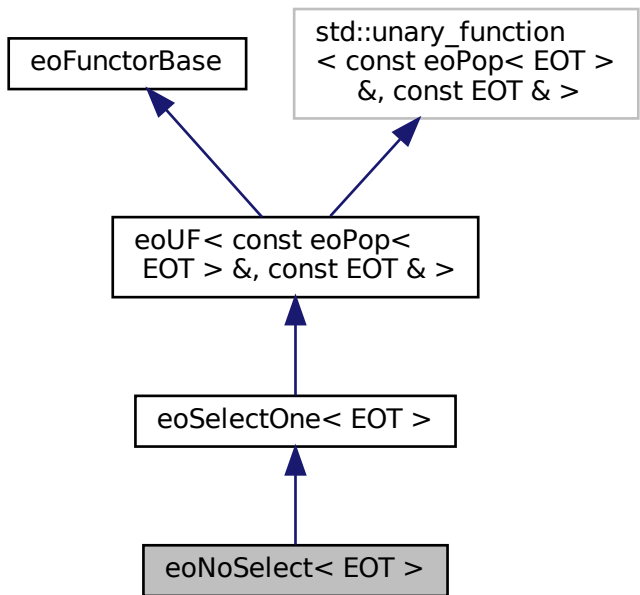 eoFunctorBase
std::unary_function
< const eoPop< EOT >
&, const EOT & >
eoUF< const eoPop<
EOT > &, const EOT & >
eoSelectOne< EOT >
eoNoSelect< EOT >